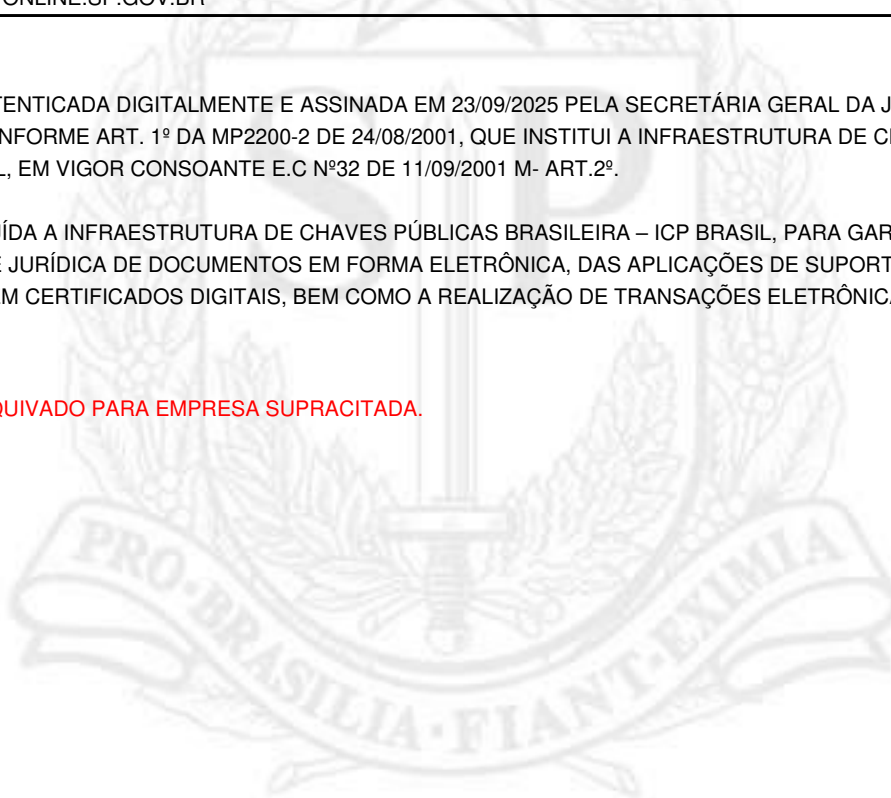 ONLINE.SP.GOV.BR
TENTICADA DIGITALMENTE E ASSINADA EM 23/09/2025 PELA SECRETÁRIA GERAL DA J
NFORME ART. 1º DA MP2200-2 DE 24/08/2001, QUE INSTITUI A INFRAESTRUTURA DE C
L, EM VIGOR CONSOANTE E.C Nº32 DE 11/09/2001 M- ART.2º.
ÍDA A INFRAESTRUTURA DE CHAVES PÚBLICAS BRASILEIRA – ICP BRASIL, PARA GAR
E JURÍDICA DE DOCUMENTOS EM FORMA ELETRÔNICA, DAS APLICAÇÕES DE SUPORT
EM CERTIFICADOS DIGITAIS, BEM COMO A REALIZAÇÃO DE TRANSAÇÕES ELETRÔNICA
QUIVADO PARA EMPRESA SUPRACITADA.
SP
PRO·BRASILIA·FIANT·EXIMIA